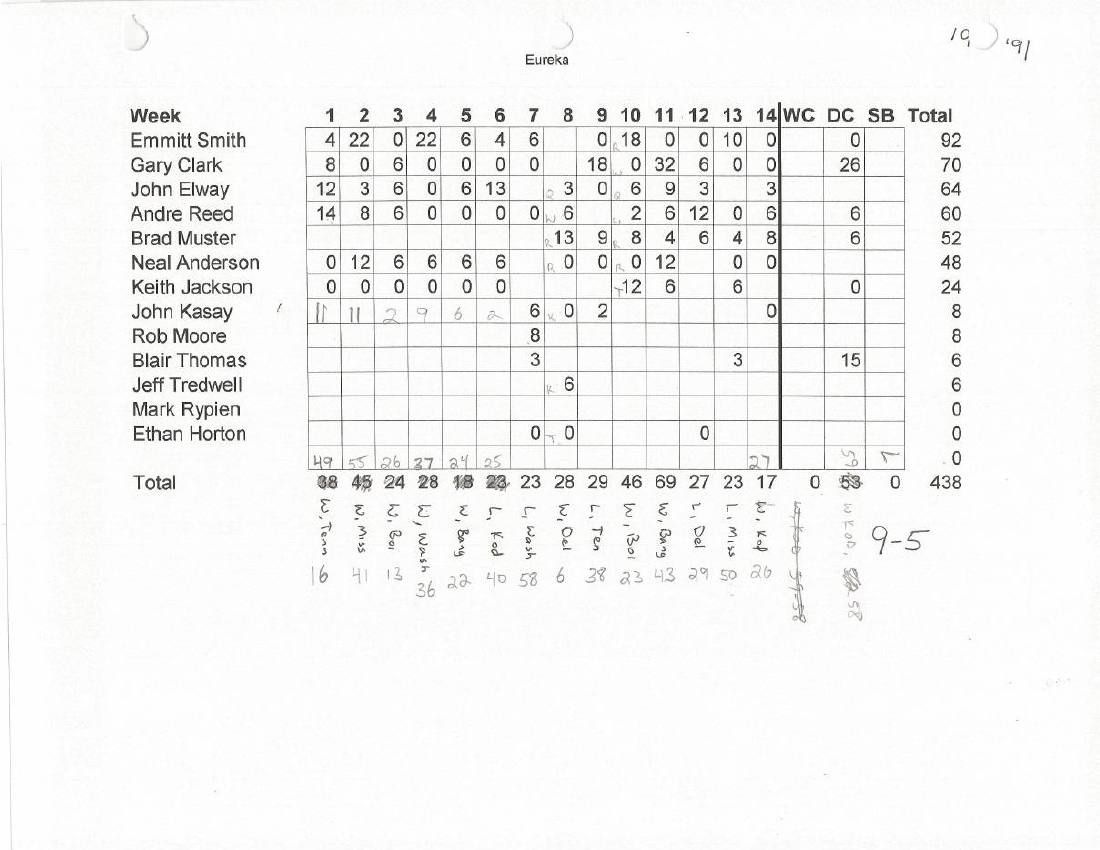 '91
Eureka
Week 1 2 3 4 5 6 7 8 9 10 11 12 13 14 WC DC SB Total
Emmitt Smith 4 22 0 22 6 4 6 0 18 0 0 10 0 0 92
Gary Clark 8 0 6 0 0 0 0 18 0 32 6 0 0 26 70
John Elway 12 3 6 0 6 13 3 0 6 9 3 3 64
Andre Reed 14 8 6 0 0 0 0 W 6 2 6 12 0 6 6 60
Brad Muster R 13 9 R 8 4 6 4 8 6 52
Neal Anderson 0 12 6 6 6 6 R 0 0 R 0 12 0 0 48
Keith Jackson 0 0 0 0 0 0 T 12 6 6 0 24
John Kasay 11 11 2 9 6 2 6 K 0 2 0 8
Rob Moore 8 8
Blair Thomas 3 3 15 6
Jeff Tredwell K 6 6
Mark Rypien 0
Ethan Horton 0 T 0 0 0
49 55 26 37 24 25 27 59 0
Total 38 45 24 28 18 23 23 28 29 46 69 27 23 17 0 53 0 438
W, Tenn W, Miss W, Boi W, Wash W, Bang L, Kod L, Wash W, Del L, Ten W, Boi W, Bang L, Del L, Miss W, Kod W, Kod 59-58 W Kod, 58 9-5
16 41 13 36 22 40 58 6 38 23 43 29 50 26